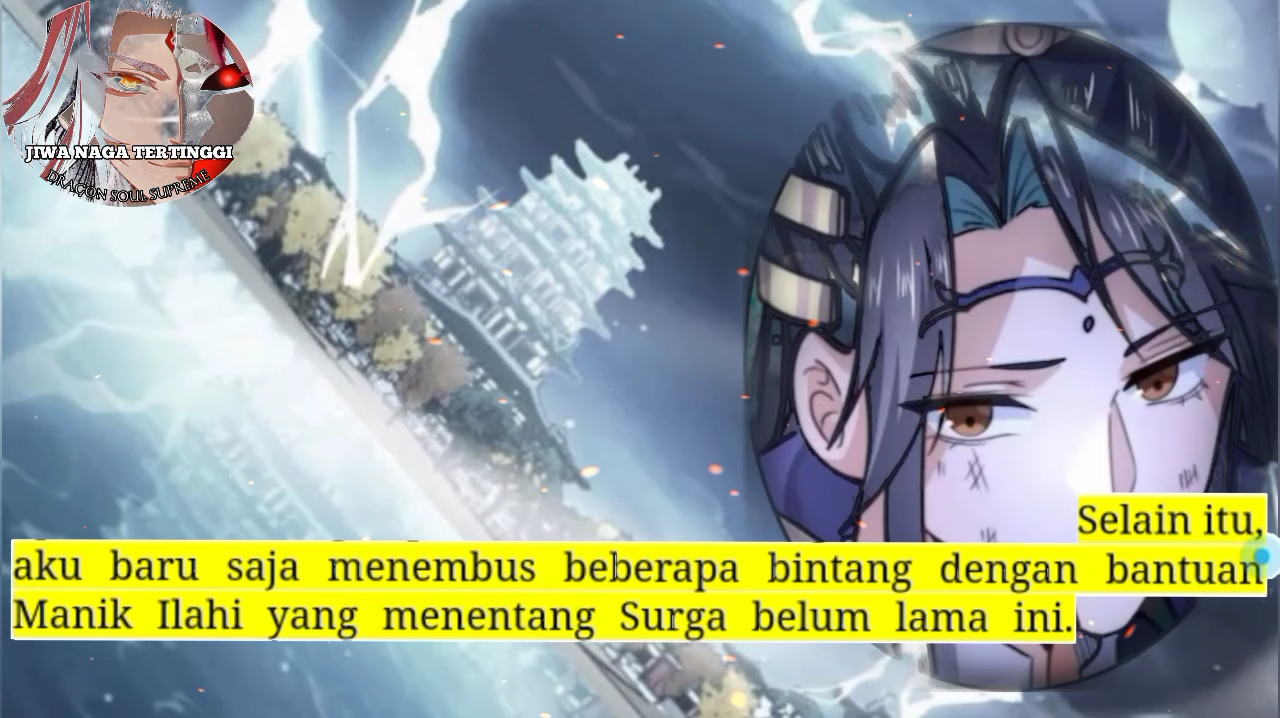 JIWA NAGA TERTINGGI
DRAGON SOUL SUPREME
Selain itu,
aku baru saja menembus beberapa bintang dengan bantuan
Manik Ilahi yang menentang Surga belum lama ini.